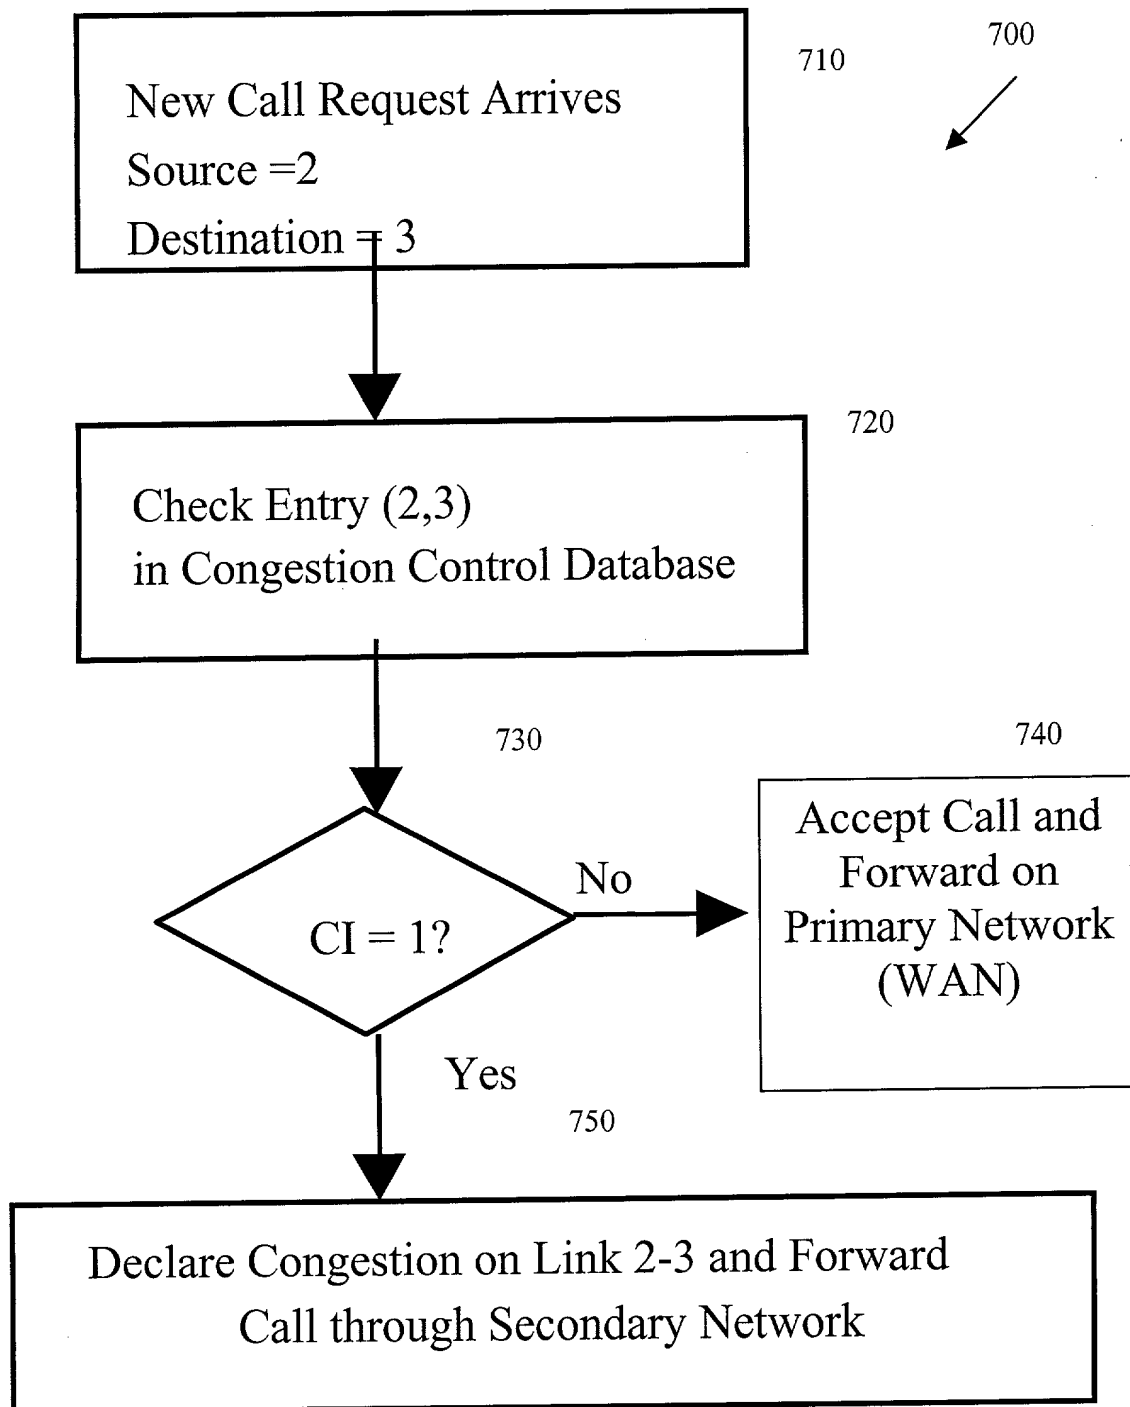 700
710
New Call Request Arrives
Source =2
Destination = 3
720
Check Entry (2,3)
in Congestion Control Database
730
740
Accept Call and
Forward on
Primary Network
(WAN)
No
CI = 1?
Yes
750
Declare Congestion on Link 2-3 and Forward
Call through Secondary Network